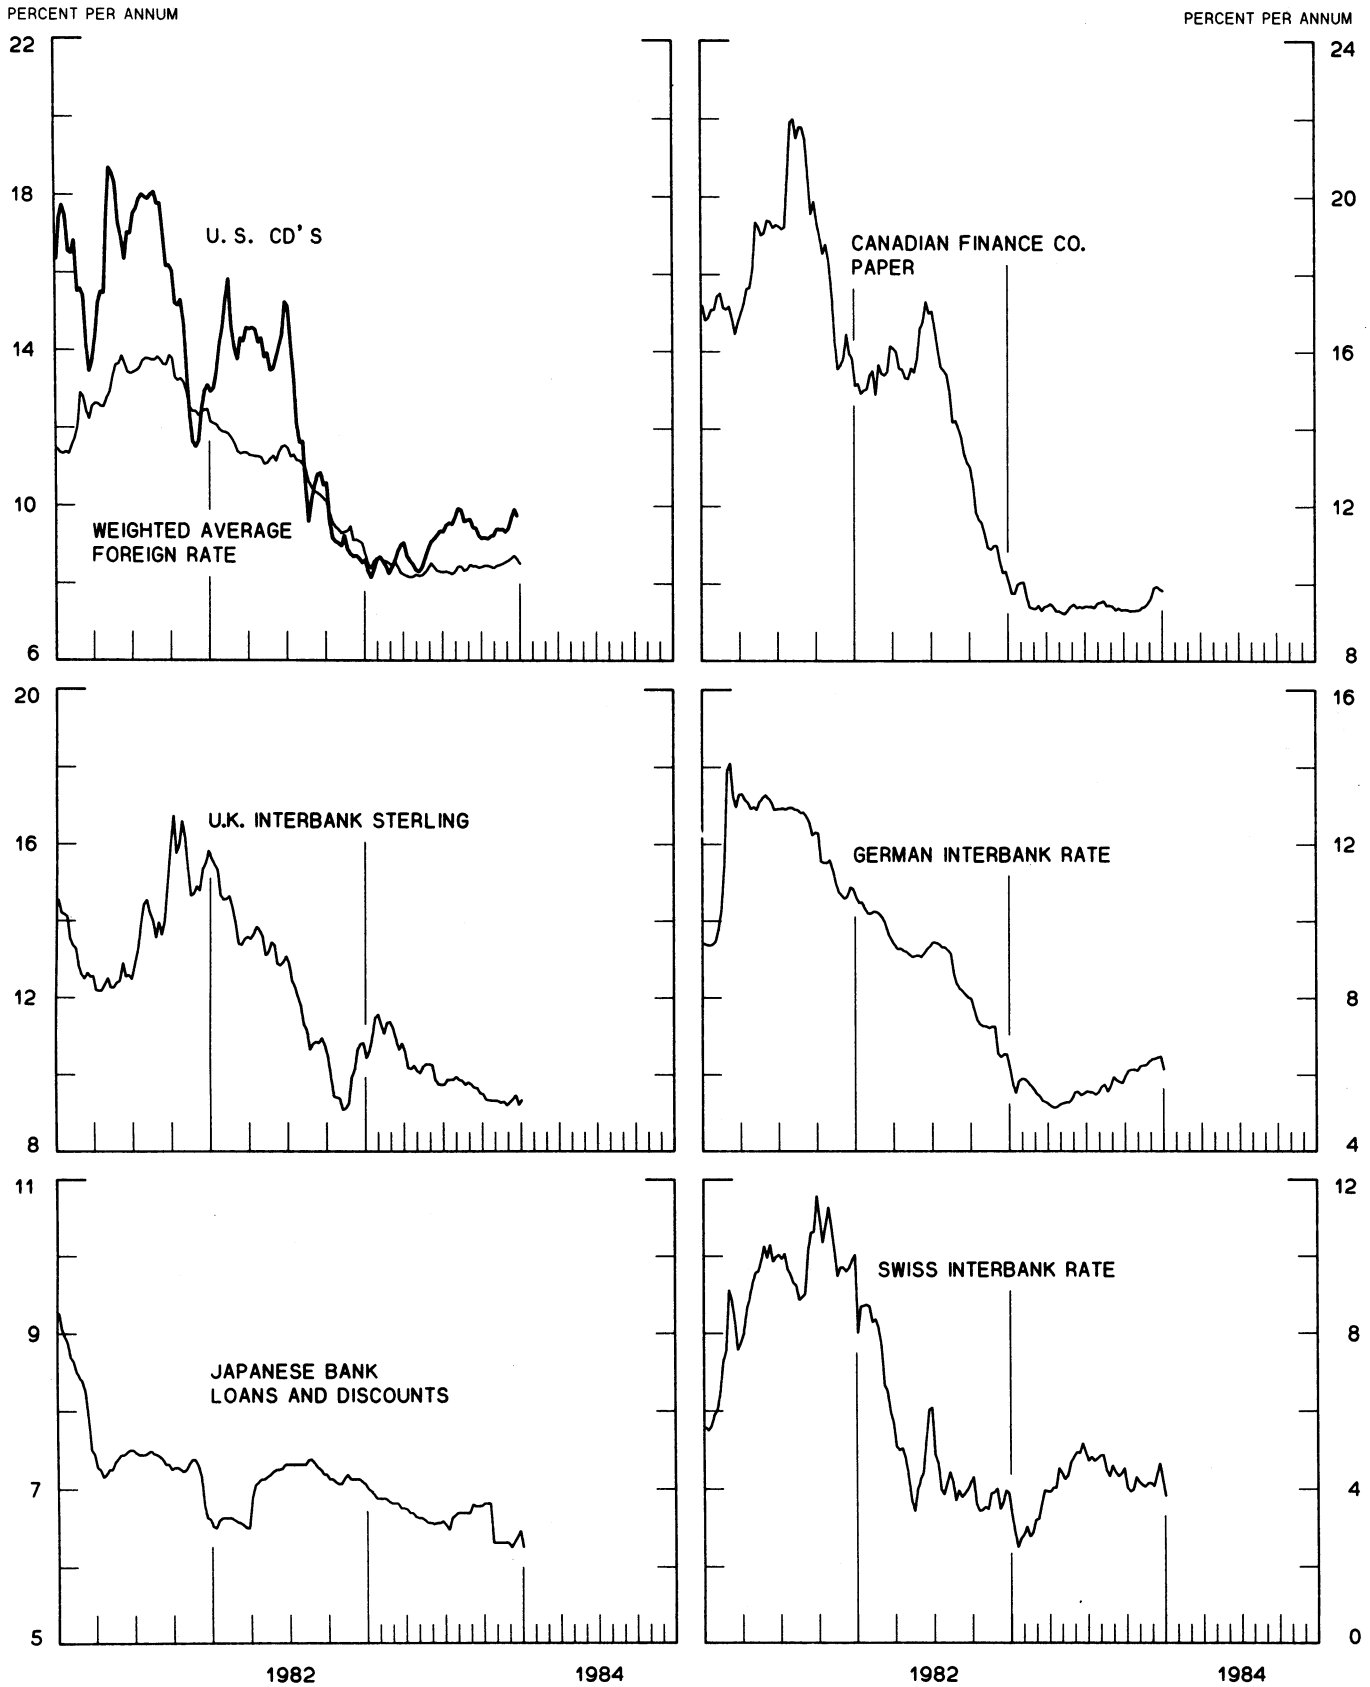 PERCENT PER ANNUM
PERCENT PER ANNUM
22
18
14
10
6
U.S. CD'S
WEIGHTED AVERAGE
FOREIGN RATE
24
20
16
12
8
CANADIAN FINANCE CO.
PAPER
20
16
12
8
U.K. INTERBANK STERLING
16
12
8
4
GERMAN INTERBANK RATE
11
9
7
5
JAPANESE BANK
LOANS AND DISCOUNTS
12
8
4
0
SWISS INTERBANK RATE
1982
1984
1982
1984